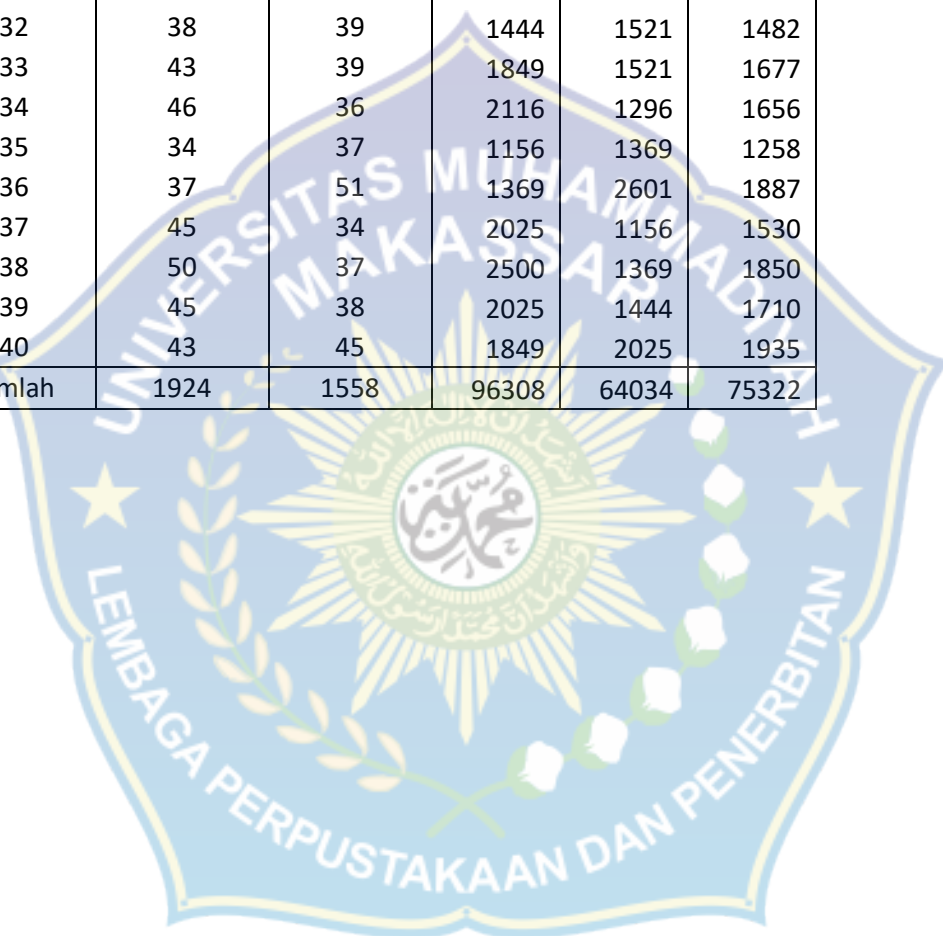 32 38 39 1444 1521 1482
33 43 39 1849 1521 1677
34 46 36 2116 1296 1656
35 34 37 1156 1369 1258
36 37 51 1369 2601 1887
37 45 34 2025 1156 1530
38 50 37 2500 1369 1850
39 45 38 2025 1444 1710
40 43 45 1849 2025 1935
mlah 1924 1558 96308 64034 75322
UNIVERSITAS MUHAMMADIYAH
MAKASSAR
LEMBAGA PERPUSTAKAAN DAN PENERBITAN